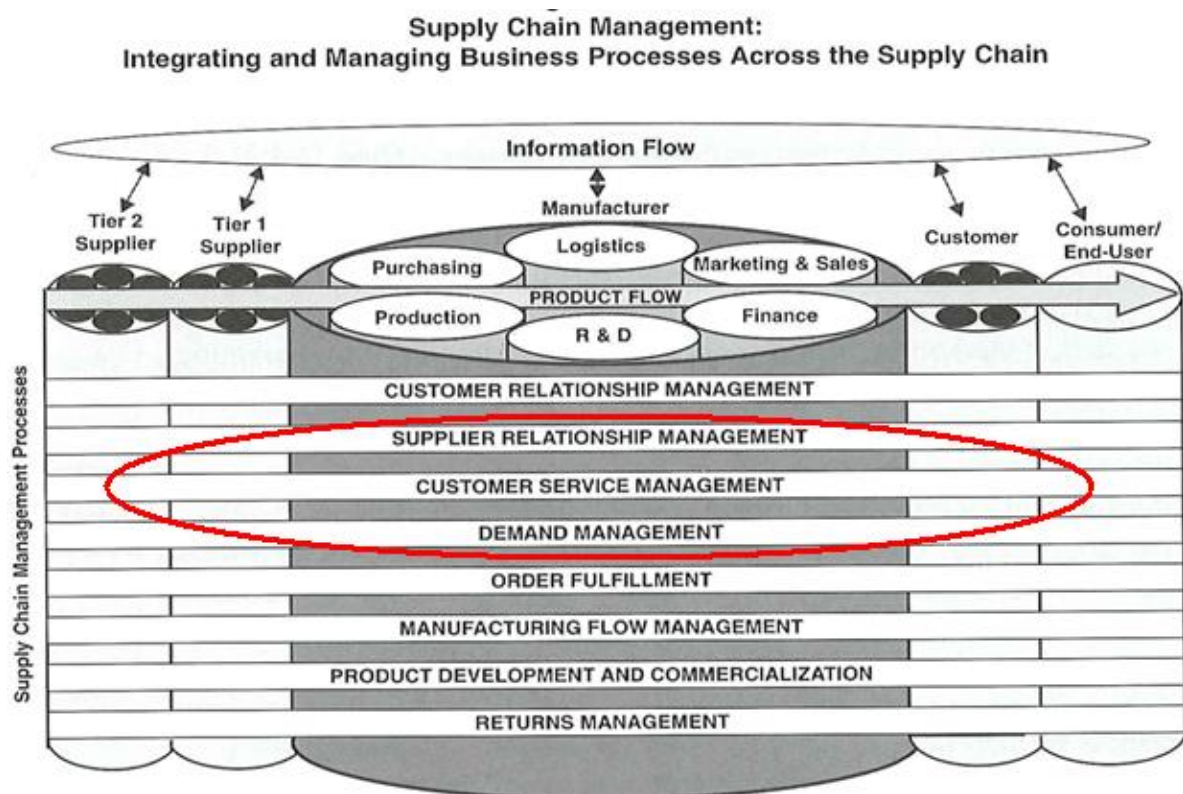 Supply Chain Management:
Integrating and Managing Business Processes Across the Supply Chain
Information Flow
Tier 2
Supplier
Tier 1
Supplier
Manufacturer
Logistics
Purchasing
Marketing & Sales
Customer
Consumer/
End-User
PRODUCT FLOW
Production
R & D
Finance
Supply Chain Management Processes
CUSTOMER RELATIONSHIP MANAGEMENT
SUPPLIER RELATIONSHIP MANAGEMENT
CUSTOMER SERVICE MANAGEMENT
DEMAND MANAGEMENT
ORDER FULFILLMENT
MANUFACTURING FLOW MANAGEMENT
PRODUCT DEVELOPMENT AND COMMERCIALIZATION
RETURNS MANAGEMENT